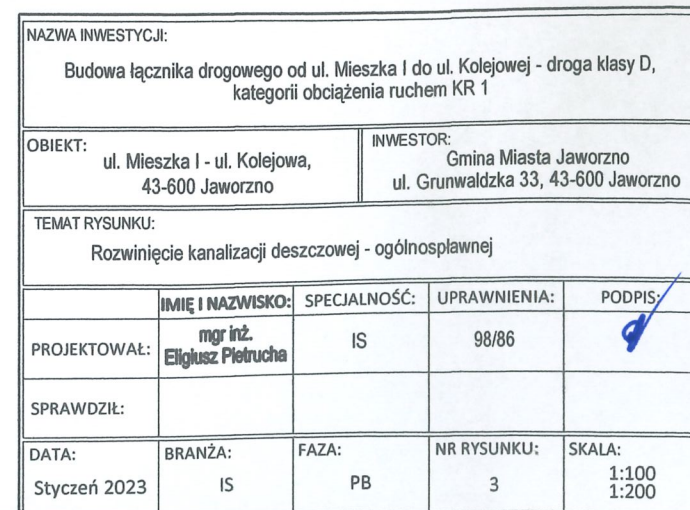 NAZWA INWESTYCJI:
Budowa łącznika drogowego od ul. Mieszka I do ul. Kolejowej - droga klasy D,
kategorii obciążenia ruchem KR 1
OBIEKT:
ul. Mieszka I - ul. Kolejowa,
43-600 Jaworzno
INWESTOR:
Gmina Miasta Jaworzno
ul. Grunwaldzka 33, 43-600 Jaworzno
TEMAT RYSUNKU:
Rozwinięcie kanalizacji deszczowej - ogólnospławnej
IMIĘ I NAZWISKO: SPECJALNOŚĆ: UPRAWNIENIA: PODPIS:
PROJEKTOWAŁ:
mgr inż.
Eligiusz Pietrucha
IS
98/86
SPRAWDZIŁ:
DATA: BRANŻA: FAZA: NR RYSUNKU: SKALA:
Styczeń 2023 IS PB 3
1:100
1:200